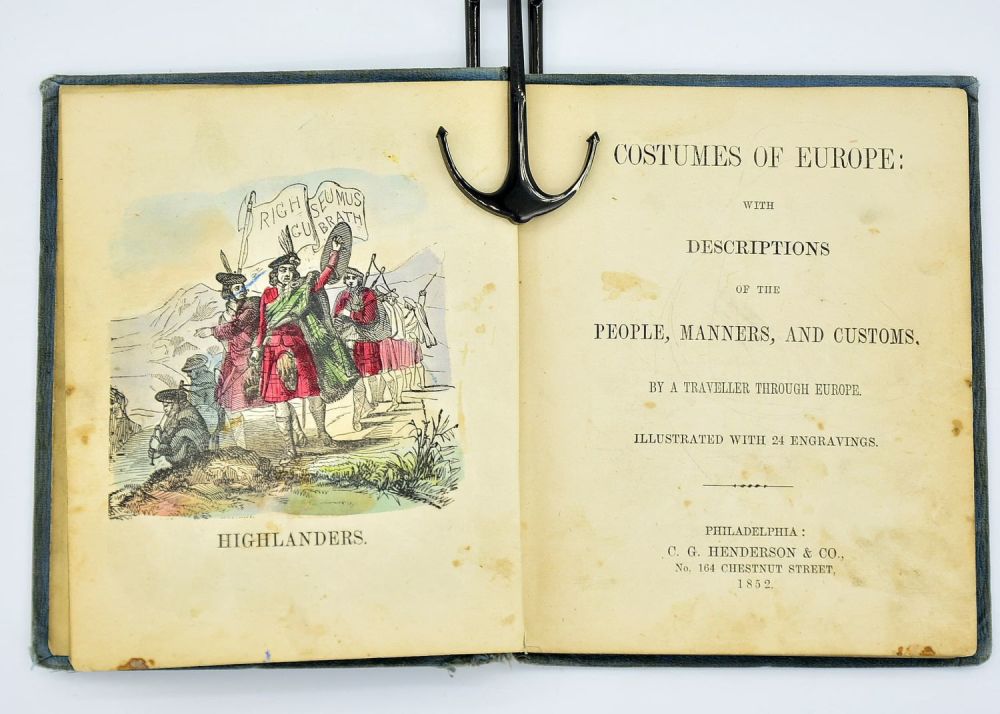 RIGH SEUMUS
GU BRATH
HIGHLANDERS.
COSTUMES OF EUROPE:
WITH
DESCRIPTIONS
OF THE
PEOPLE, MANNERS, AND CUSTOMS.
BY A TRAVELLER THROUGH EUROPE.
ILLUSTRATED WITH 24 ENGRAVINGS.
PHILADELPHIA:
C. G. HENDERSON & CO.,
No. 164 CHESTNUT STREET,
1852.